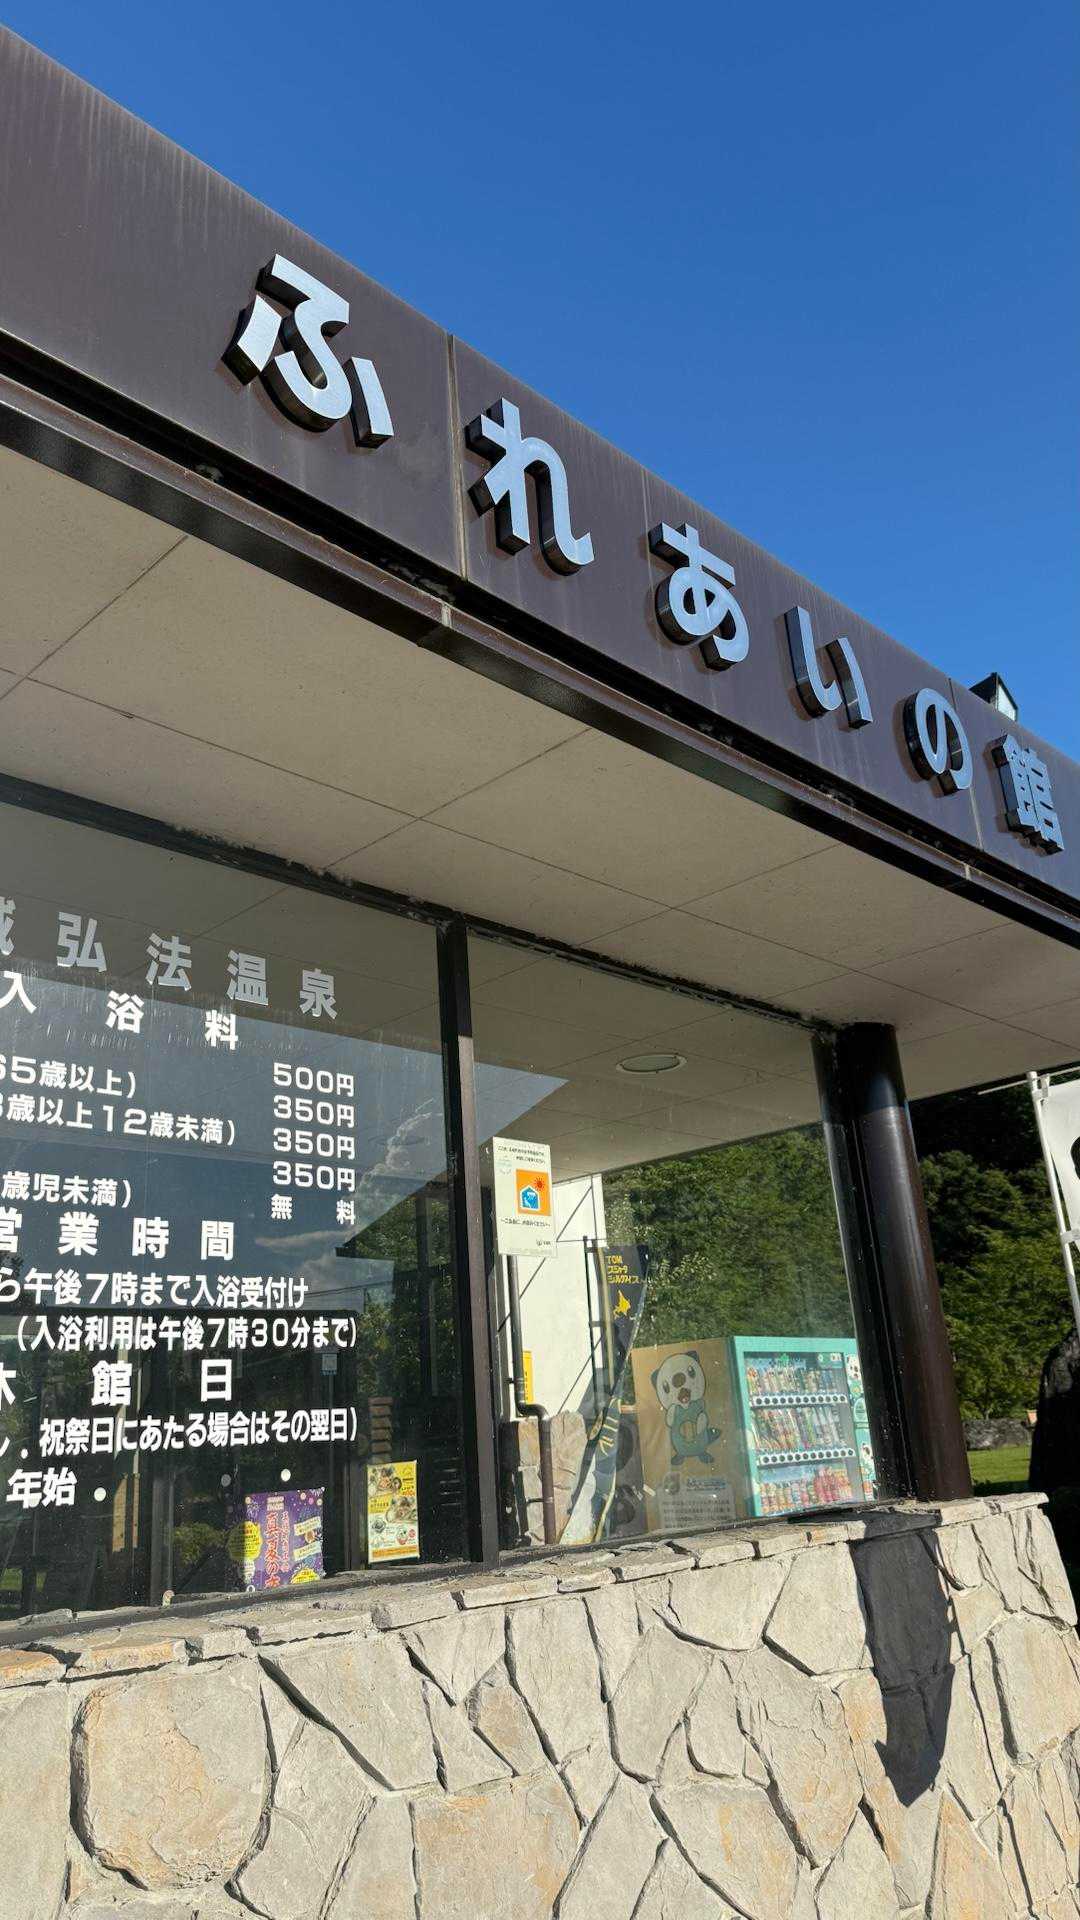 ふれあいの館
弘法温泉
入浴料
65歳以上) 500円
歳以上12歳未満) 350円
350円
350円
歳児未満) 無料
営業時間
ら午後7時まで入浴受付け
(入浴利用は午後7時30分まで)
休館日
祝祭日にあたる場合はその翌日)
年始